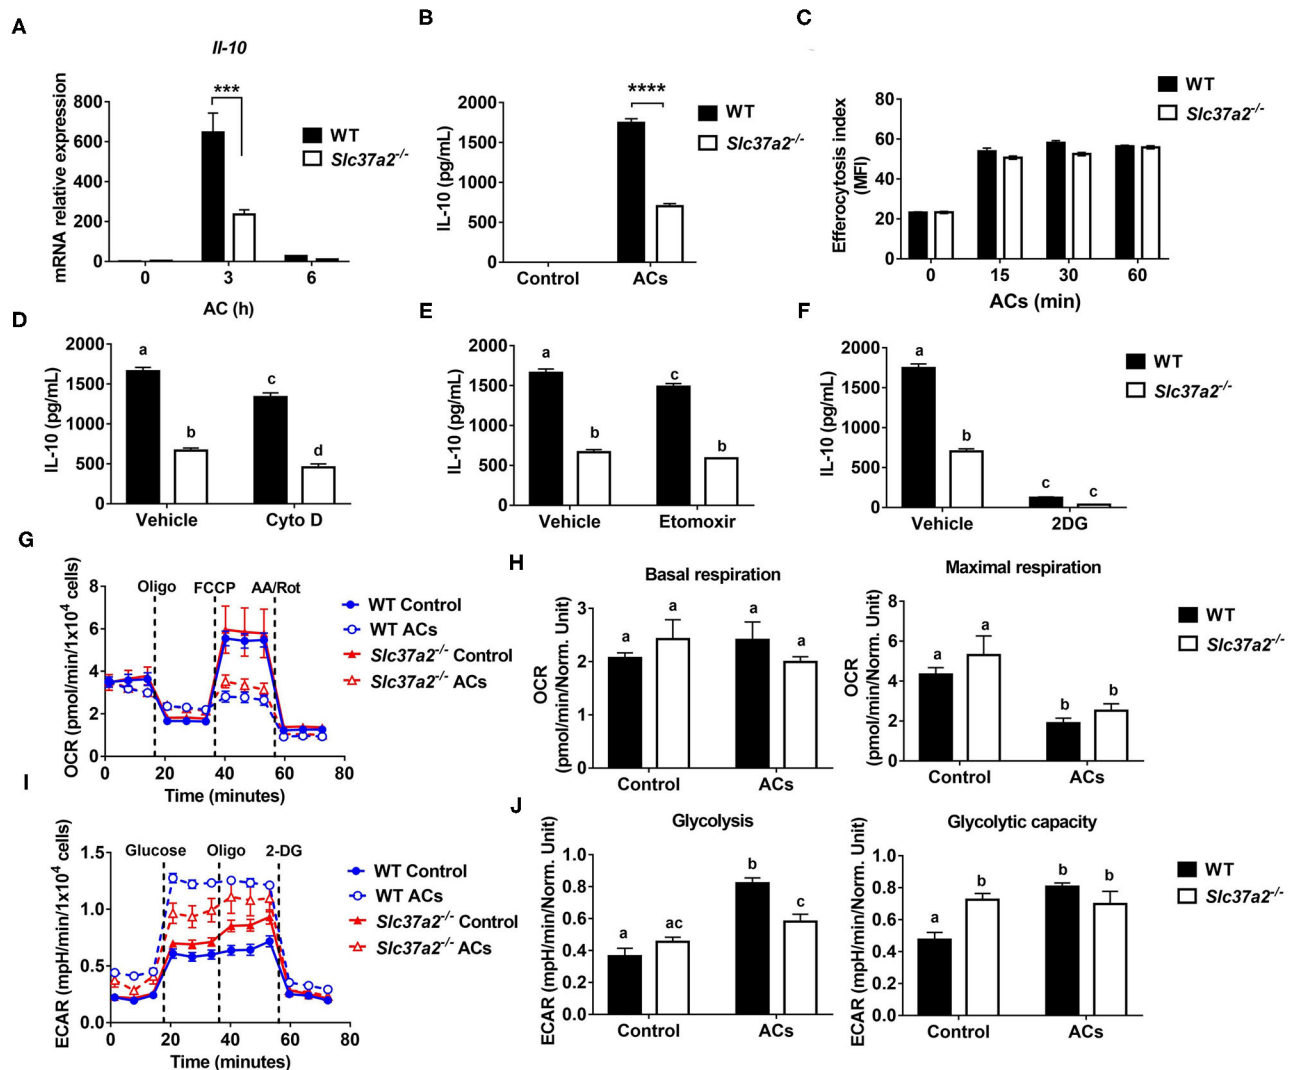 A
Il-10
mRNA relative expression
800
600
400
200
0
***
0
3
6
AC (h)
WT
Slc37a2-/-
B
IL-10 (pg/mL)
2000
1500
1000
500
0
****
Control
ACs
WT
Slc37a2-/-
C
Efferocytosis index
(MFI)
80
60
40
20
0
0
15
30
60
ACs (min)
WT
Slc37a2-/-
D
IL-10 (pg/mL)
2000
1500
1000
500
0
a
b
c
d
Vehicle
Cyto D
E
IL-10 (pg/mL)
2000
1500
1000
500
0
a
b
c
b
Vehicle
Etomoxir
F
IL-10 (pg/mL)
2000
1500
1000
500
0
a
b
c
c
Vehicle
2DG
WT
Slc37a2-/-
G
OCR (pmol/min/1x10⁴ cells)
8
6
4
2
0
Oligo
FCCP
AA/Rot
0
20
40
60
80
Time (minutes)
WT Control
WT ACs
Slc37a2-/- Control
Slc37a2-/- ACs
H
Basal respiration
OCR
(pmol/min/Norm. Unit)
3
2
1
0
a
a
a
a
Control
ACs
Maximal respiration
OCR
(pmol/min/Norm. Unit)
8
6
4
2
0
a
a
b
b
Control
ACs
WT
Slc37a2-/-
I
ECAR (mpH/min/1x10⁴ cells)
1.5
1.0
0.5
0.0
Glucose
Oligo
2-DG
0
20
40
60
80
Time (minutes)
WT Control
WT ACs
Slc37a2-/- Control
Slc37a2-/- ACs
J
Glycolysis
ECAR (mpH/min/Norm. Unit)
1.0
0.8
0.6
0.4
0.2
0.0
a
ac
b
c
Control
ACs
Glycolytic capacity
ECAR (mpH/min/Norm. Unit)
1.0
0.8
0.6
0.4
0.2
0.0
a
b
b
b
Control
ACs
WT
Slc37a2-/-